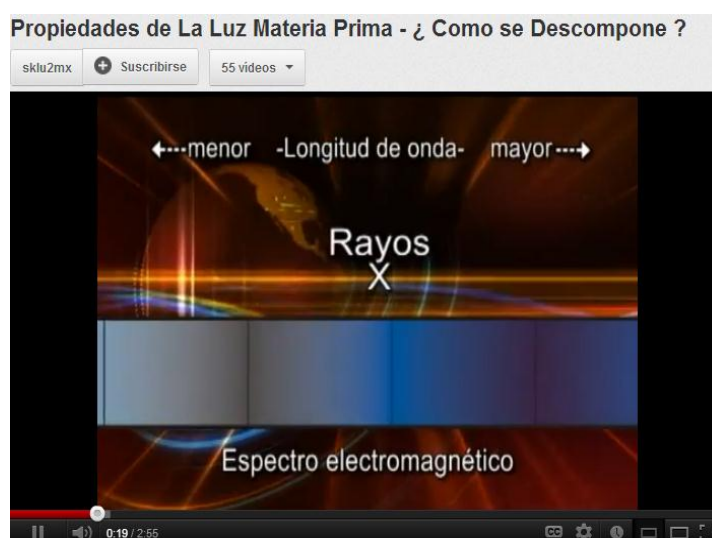 Propiedades de La Luz Materia Prima - ¿ Como se Descompone ?
sklu2mx Suscribirse 55 videos
menor -Longitud de onda- mayor
Rayos
X
Espectro electromagnético
0:19 / 2:55 CC